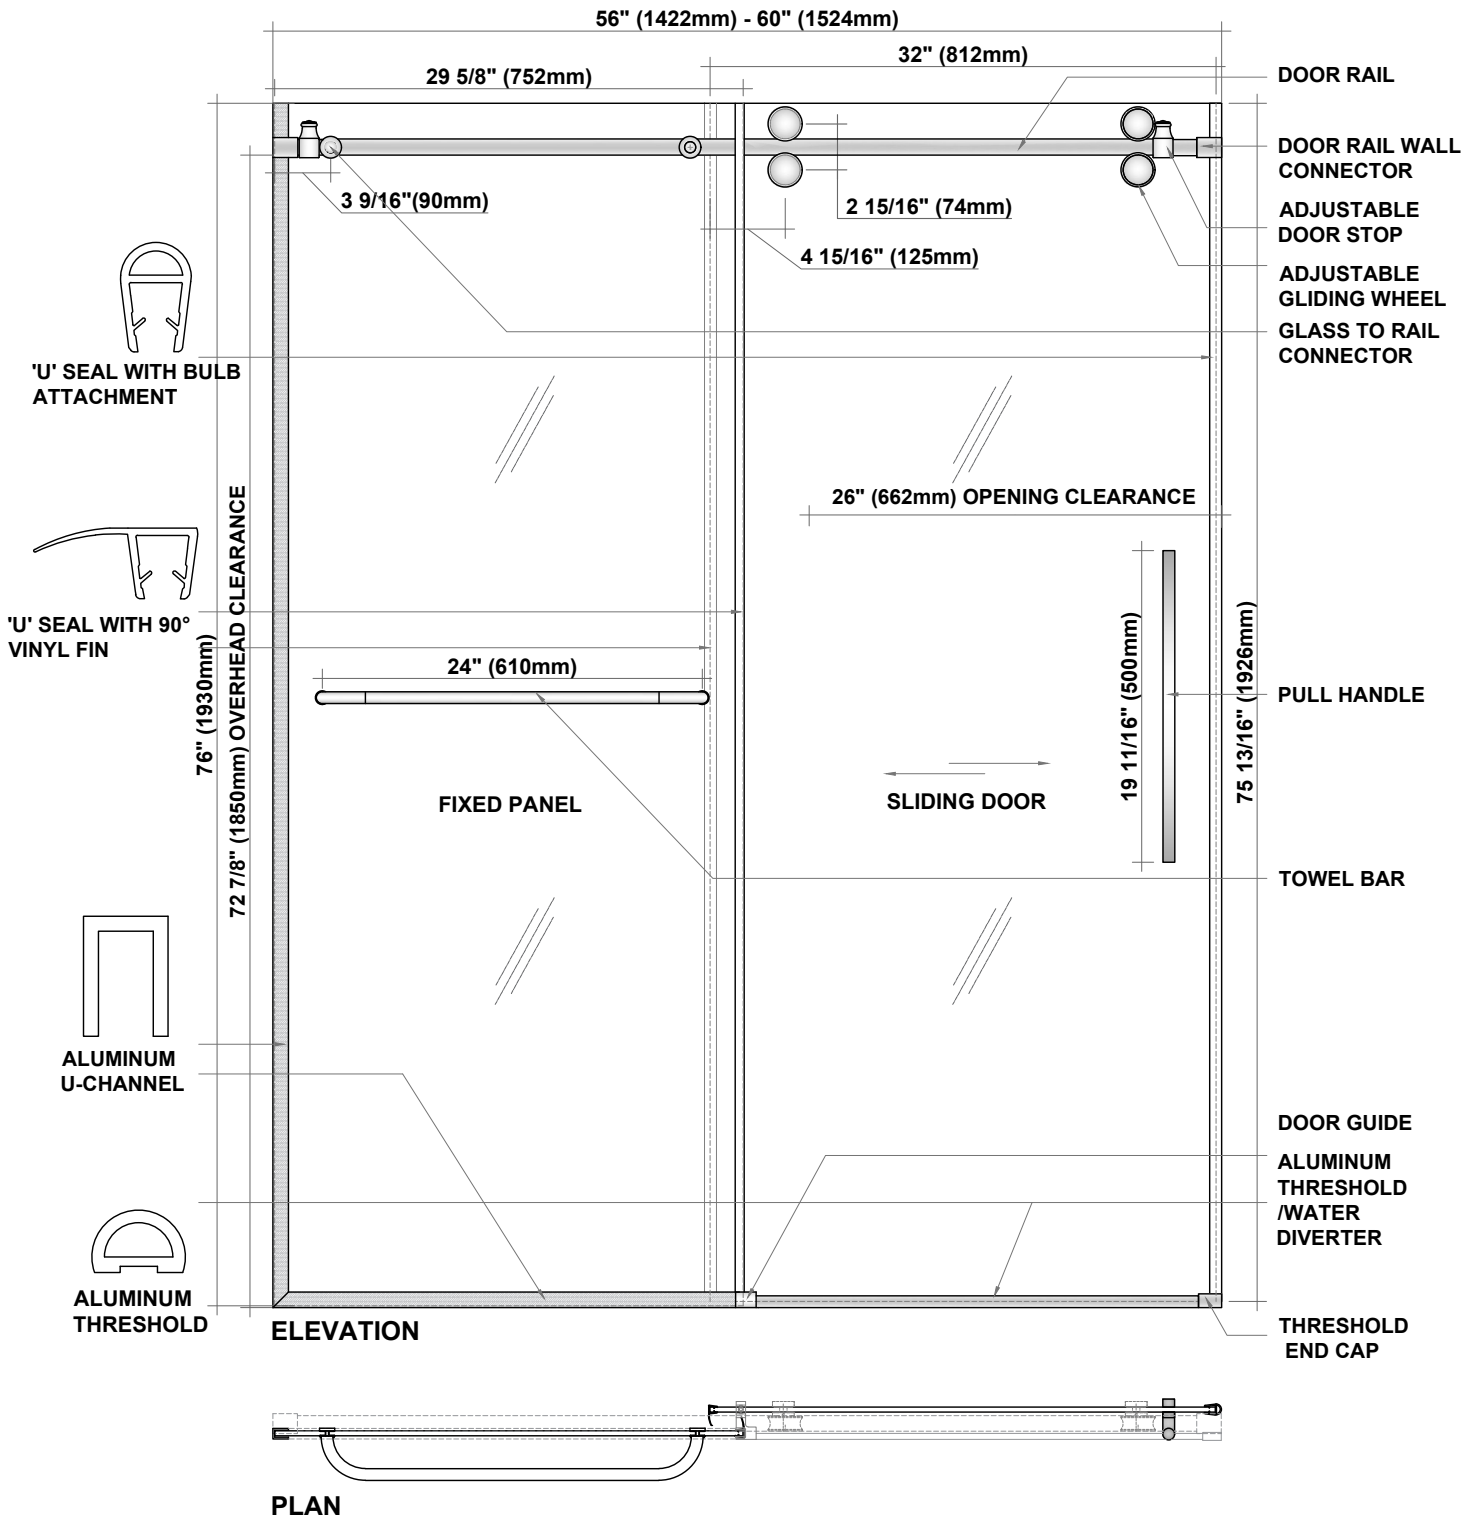 56" (1422mm) - 60" (1524mm)
32" (812mm)
29 5/8" (752mm)
DOOR RAIL
DOOR RAIL WALL
CONNECTOR
3 9/16"(90mm)
2 15/16" (74mm)
ADJUSTABLE
DOOR STOP
4 15/16" (125mm)
ADJUSTABLE
GLIDING WHEEL
GLASS TO RAIL
CONNECTOR
'U' SEAL WITH BULB
ATTACHMENT
26" (662mm) OPENING CLEARANCE
'U' SEAL WITH 90°
VINYL FIN
76" (1930mm)
72 7/8" (1850mm) OVERHEAD CLEARANCE
24" (610mm)
19 11/16" (500mm)
75 13/16" (1926mm)
PULL HANDLE
FIXED PANEL
SLIDING DOOR
TOWEL BAR
ALUMINUM
U-CHANNEL
DOOR GUIDE
ALUMINUM
THRESHOLD
/WATER
DIVERTER
ALUMINUM
THRESHOLD
ELEVATION
THRESHOLD
END CAP
PLAN